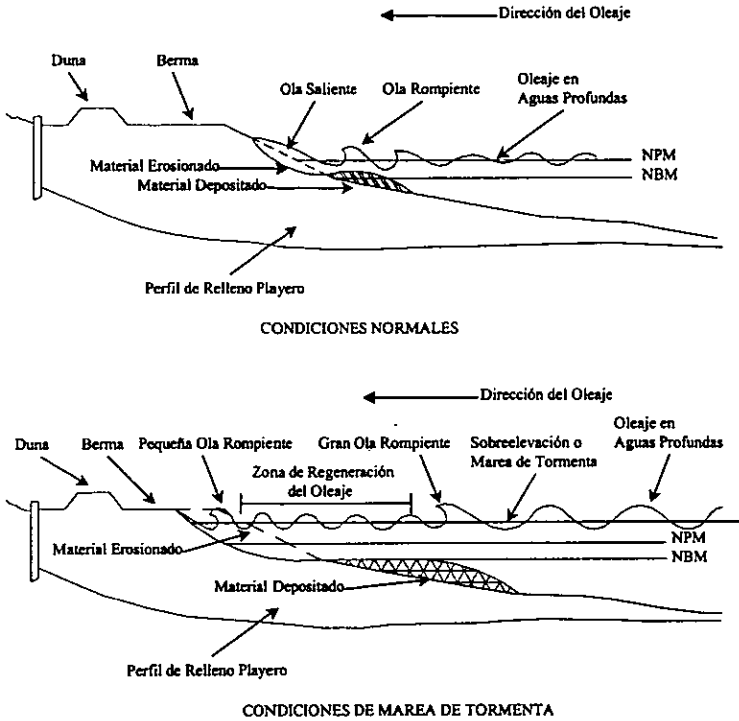 Dirección del Oleaje
Duna
Berma
Ola Saliente
Ola Rompiente
Oleaje en
Aguas Profundas
NPM
NBM
Material Erosionado
Material Depositado
Perfil de Relleno Playero
CONDICIONES NORMALES
Dirección del Oleaje
Duna
Berma
Pequeña Ola Rompiente
Gran Ola Rompiente
Sobreelevación o
Marea de Tormenta
Oleaje en
Aguas Profundas
Zona de Regeneración
del Oleaje
Material Erosionado
NPM
NBM
Material Depositado
Perfil de Relleno Playero
CONDICIONES DE MAREA DE TORMENTA